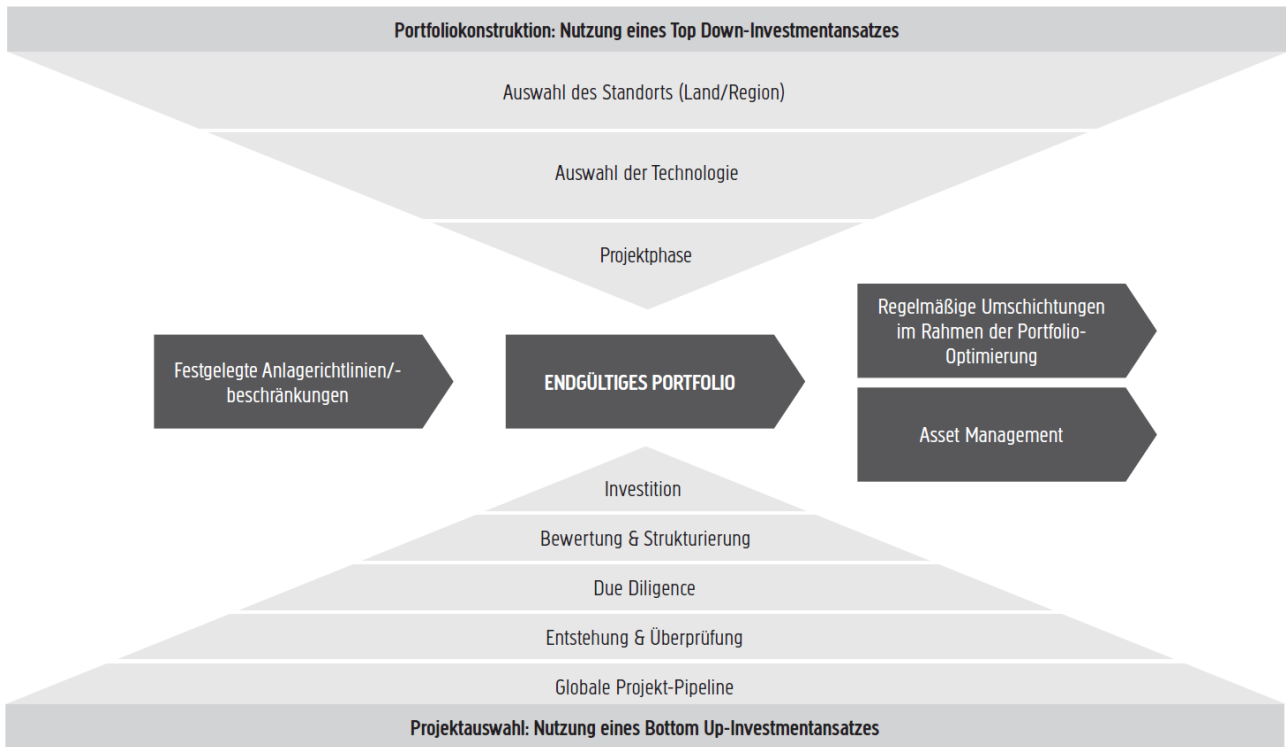 Portfoliokonstruktion: Nutzung eines Top Down-Investmentansatzes
Auswahl des Standorts (Land/Region)
Auswahl der Technologie
Projektphase
Festgelegte Anlagerichtlinien/-
beschränkungen
ENDGÜLTIGES PORTFOLIO
Regelmäßige Umschichtungen
im Rahmen der Portfolio-
Optimierung
Asset Management
Investition
Bewertung & Strukturierung
Due Diligence
Entstehung & Überprüfung
Globale Projekt-Pipeline
Projektauswahl: Nutzung eines Bottom Up-Investmentansatzes